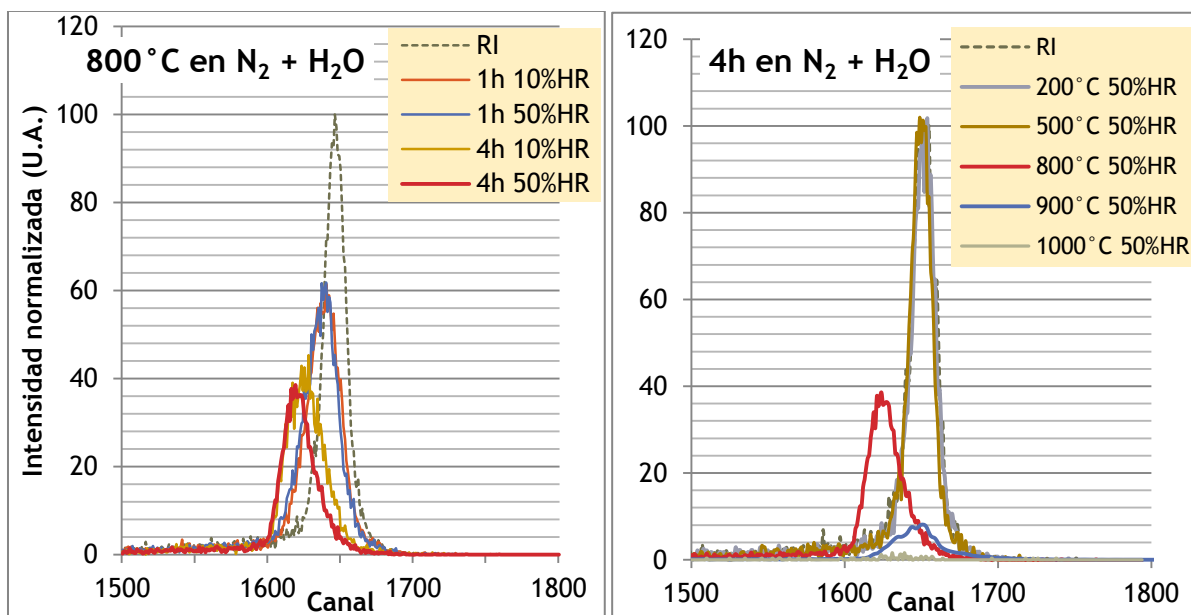 800°C en N₂ + H₂O
RI
1h 10%HR
1h 50%HR
4h 10%HR
4h 50%HR
Intensidad normalizada (U.A.)
120
100
80
60
40
20
0
1500
1600
1700
1800
Canal
4h en N₂ + H₂O
RI
200°C 50%HR
500°C 50%HR
800°C 50%HR
900°C 50%HR
1000°C 50%HR
120
100
80
60
40
20
0
1500
1600
1700
1800
Canal